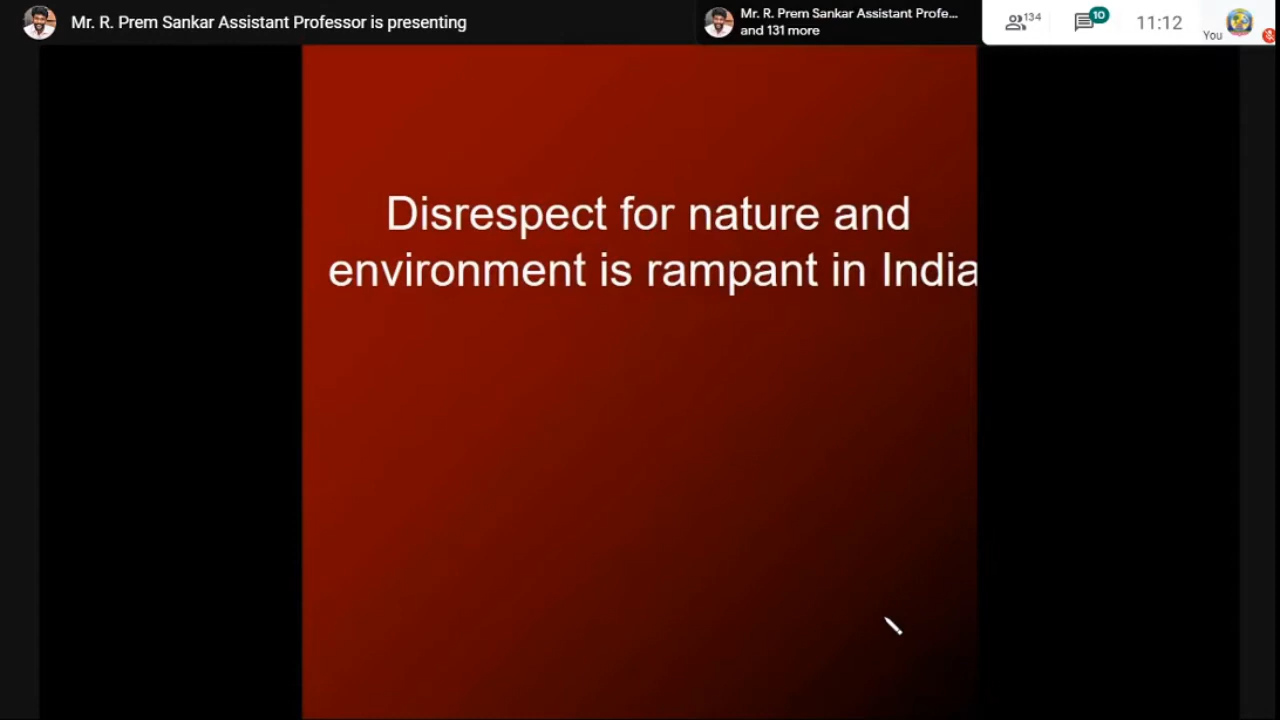 Mr. R. Prem Sankar Assistant Professor is presenting
Mr. R. Prem Sankar Assistant Profe...
and 131 more
134
10
11:12
You
Disrespect for nature and
environment is rampant in India